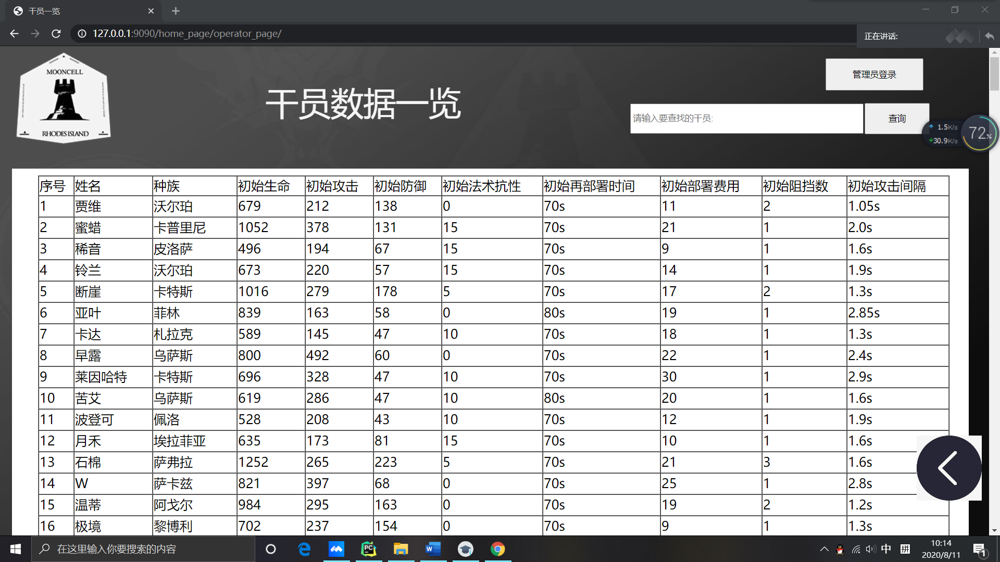 干员一览
127.0.0.1:9090/home_page/operator_page/
正在讲话:
MOONCELL
RHODES ISLAND
干员数据一览
管理员登录
请输入要查找的干员:
查询
1.5K/s
30.9K/s
72%
序号 姓名 种族 初始生命 初始攻击 初始防御 初始法术抗性 初始再部署时间 初始部署费用 初始阻挡数 初始攻击间隔
1 贾维 沃尔珀 679 212 138 0 70s 11 2 1.05s
2 蜜蜡 卡普里尼 1052 378 131 15 70s 21 1 2.0s
3 稀音 皮洛萨 496 194 67 15 70s 9 1 1.6s
4 铃兰 沃尔珀 673 220 57 15 70s 14 1 1.9s
5 断崖 卡特斯 1016 279 178 5 70s 17 2 1.3s
6 亚叶 菲林 839 163 58 0 80s 19 1 2.85s
7 卡达 札拉克 589 145 47 10 70s 18 1 1.3s
8 早露 乌萨斯 800 492 60 0 70s 22 1 2.4s
9 莱因哈特 卡特斯 696 328 47 10 70s 30 1 2.9s
10 苦艾 乌萨斯 619 286 47 10 80s 20 1 1.6s
11 波登可 佩洛 528 208 43 10 70s 12 1 1.9s
12 月禾 埃拉菲亚 635 173 81 15 70s 10 1 1.6s
13 石棉 萨弗拉 1252 265 223 5 70s 21 3 1.6s
14 W 萨卡兹 821 397 68 0 70s 25 1 2.8s
15 温蒂 阿戈尔 984 295 163 0 70s 19 2 1.2s
16 极境 黎博利 702 237 154 0 70s 9 1 1.3s
在这里输入你要搜索的内容
中
拼
10:14
2020/8/11
1